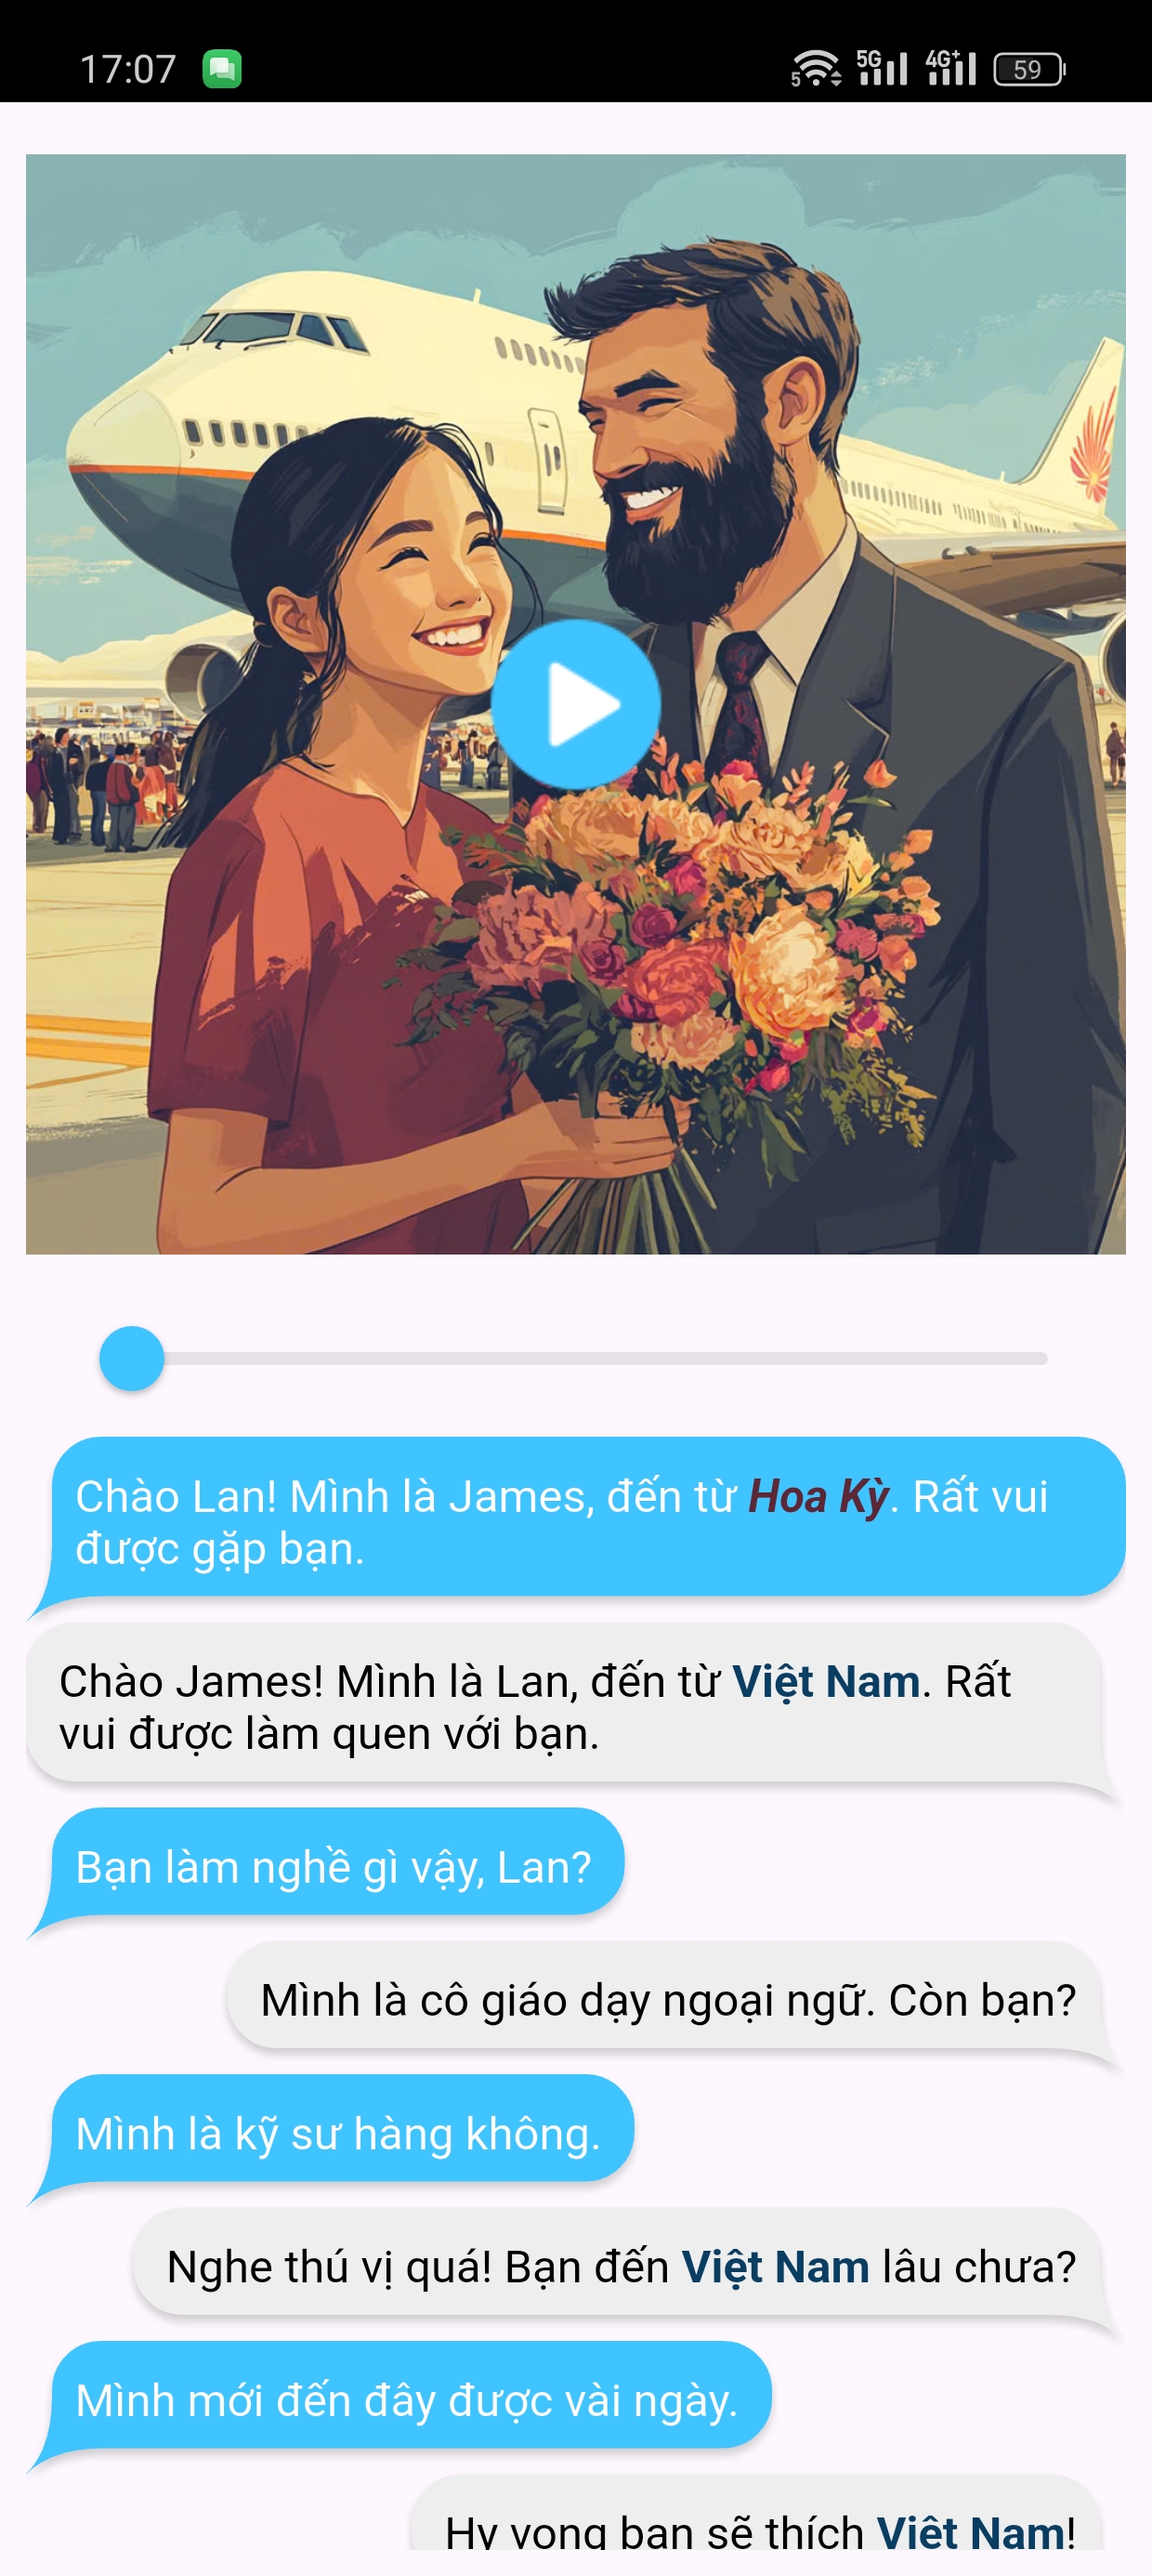 17:07
5 5G 4G+ 59
Chào Lan! Mình là James, đến từ Hoa Kỳ. Rất vui
được gặp bạn.
Chào James! Mình là Lan, đến từ Việt Nam. Rất
vui được làm quen với bạn.
Bạn làm nghề gì vậy, Lan?
Mình là cô giáo dạy ngoại ngữ. Còn bạn?
Mình là kỹ sư hàng không.
Nghe thú vị quá! Bạn đến Việt Nam lâu chưa?
Mình mới đến đây được vài ngày.
Hy vọng bạn sẽ thích Việt Nam!